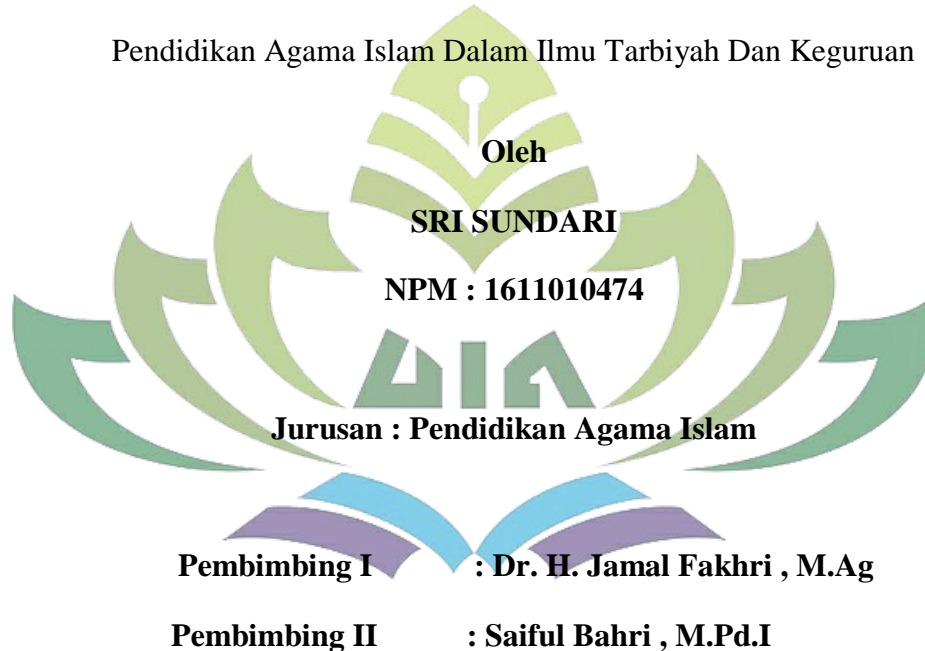 Pendidikan Agama Islam Dalam Ilmu Tarbiyah Dan Keguruan
Oleh
SRI SUNDARI
NPM : 1611010474
UIN
Jurusan : Pendidikan Agama Islam
Pembimbing I : Dr. H. Jamal Fakhri , M.Ag
Pembimbing II : Saiful Bahri , M.Pd.I